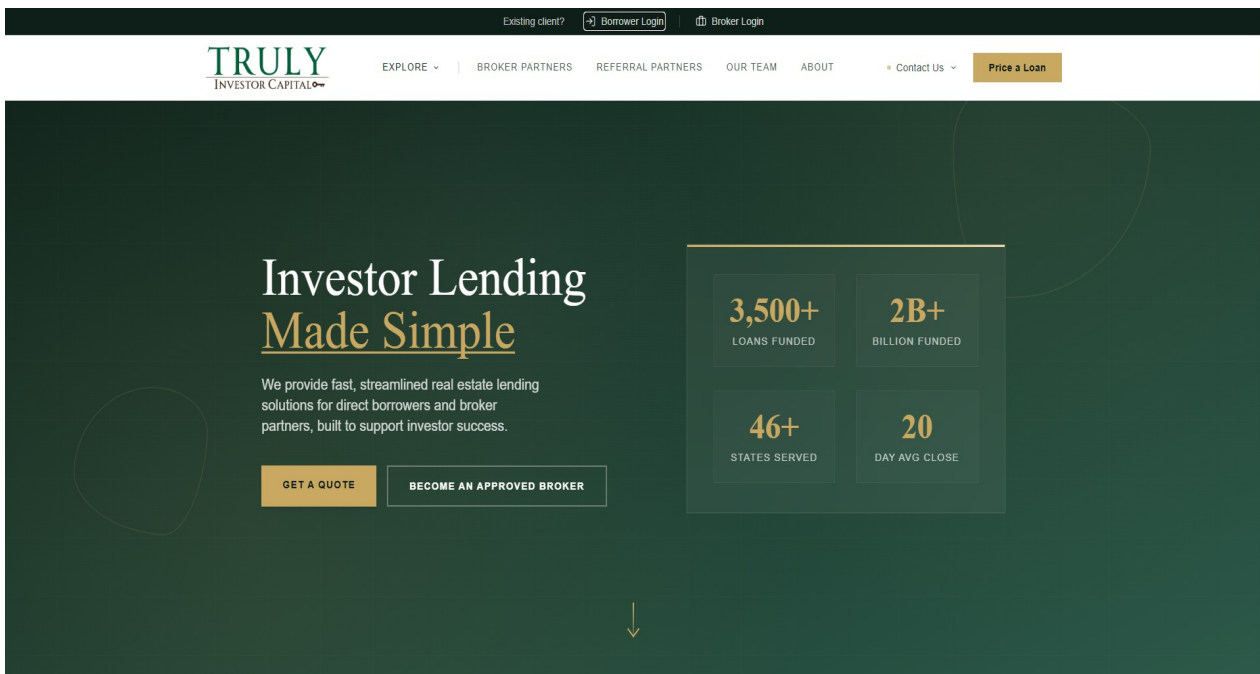 Existing client?
Borrower Login
Broker Login
TRULY
INVESTOR CAPITAL
EXPLORE
BROKER PARTNERS
REFERRAL PARTNERS
OUR TEAM
ABOUT
Contact Us
Price a Loan
Investor Lending
Made Simple
We provide fast, streamlined real estate lending
solutions for direct borrowers and broker
partners, built to support investor success.
GET A QUOTE
BECOME AN APPROVED BROKER
3,500+
LOANS FUNDED
2B+
BILLION FUNDED
46+
STATES SERVED
20
DAY AVG CLOSE